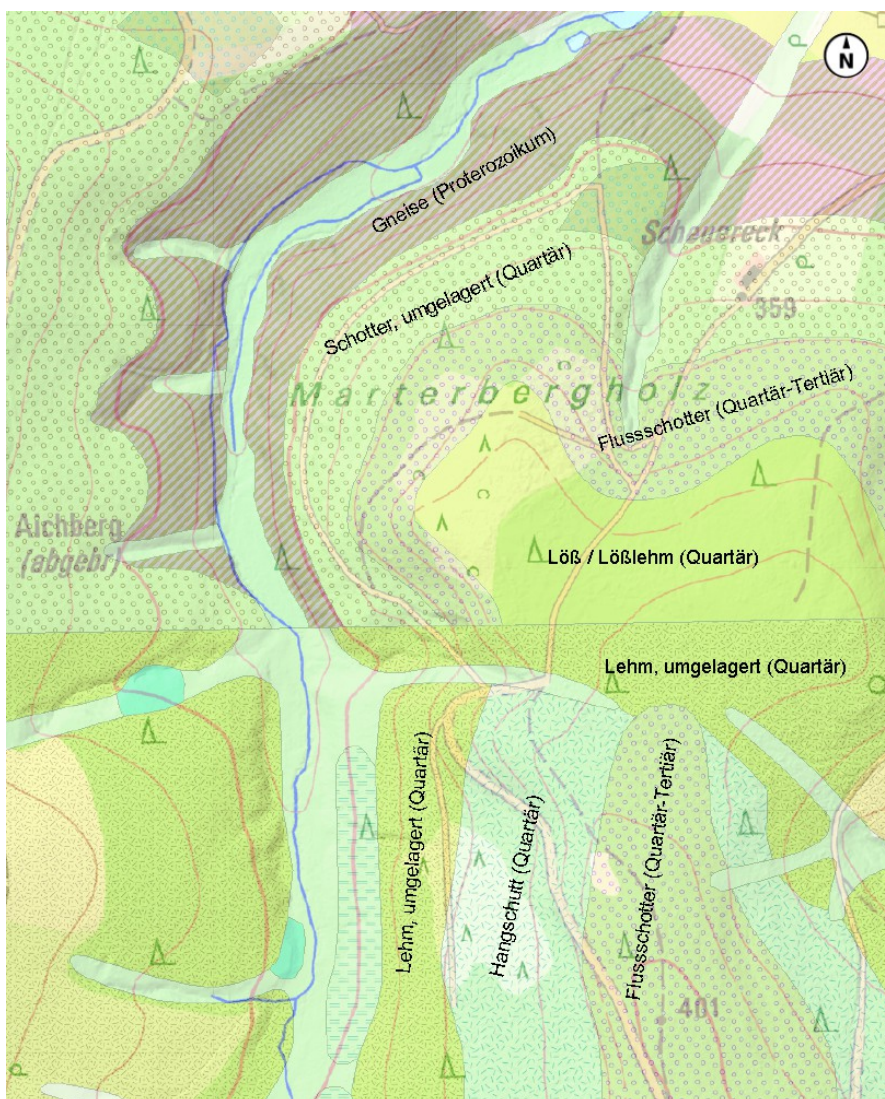 N
P
Gneise (Proterozoikum)
Scheuereck
P
359
Schotter, umgelagert (Quartär)
Marterbergholz
Flussschotter (Quartär-Tertiär)
Aichberg
(abgebr)
Löß / Lößlehm (Quartär)
Lehm, umgelagert (Quartär)
Lehm, umgelagert (Quartär)
Hangschutt (Quartär)
Flussschotter (Quartär-Tertiär)
401
P
P